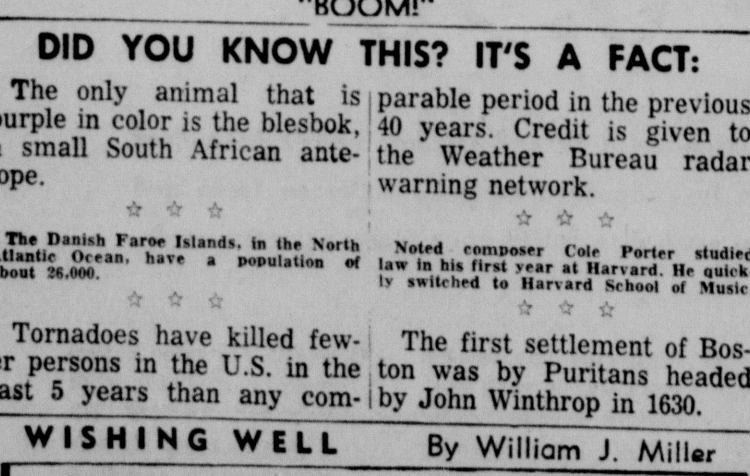 "BOOM!"
DID YOU KNOW THIS? IT'S A FACT:
The only animal that is
purple in color is the blesbok,
a small South African ante-
ope.
☆ ☆ ☆
The Danish Faroe Islands, in the North
Atlantic Ocean, have a population of
about 26,000.
☆ ☆ ☆
Tornadoes have killed few-
er persons in the U.S. in the
ast 5 years than any com-
parable period in the previous
40 years. Credit is given to
the Weather Bureau radar
warning network.
☆ ☆ ☆
Noted composer Cole Porter studied
law in his first year at Harvard. He quick-
ly switched to Harvard School of Music
☆ ☆ ☆
The first settlement of Bos-
ton was by Puritans headed
by John Winthrop in 1630.
WISHING WELL
By William J. Miller